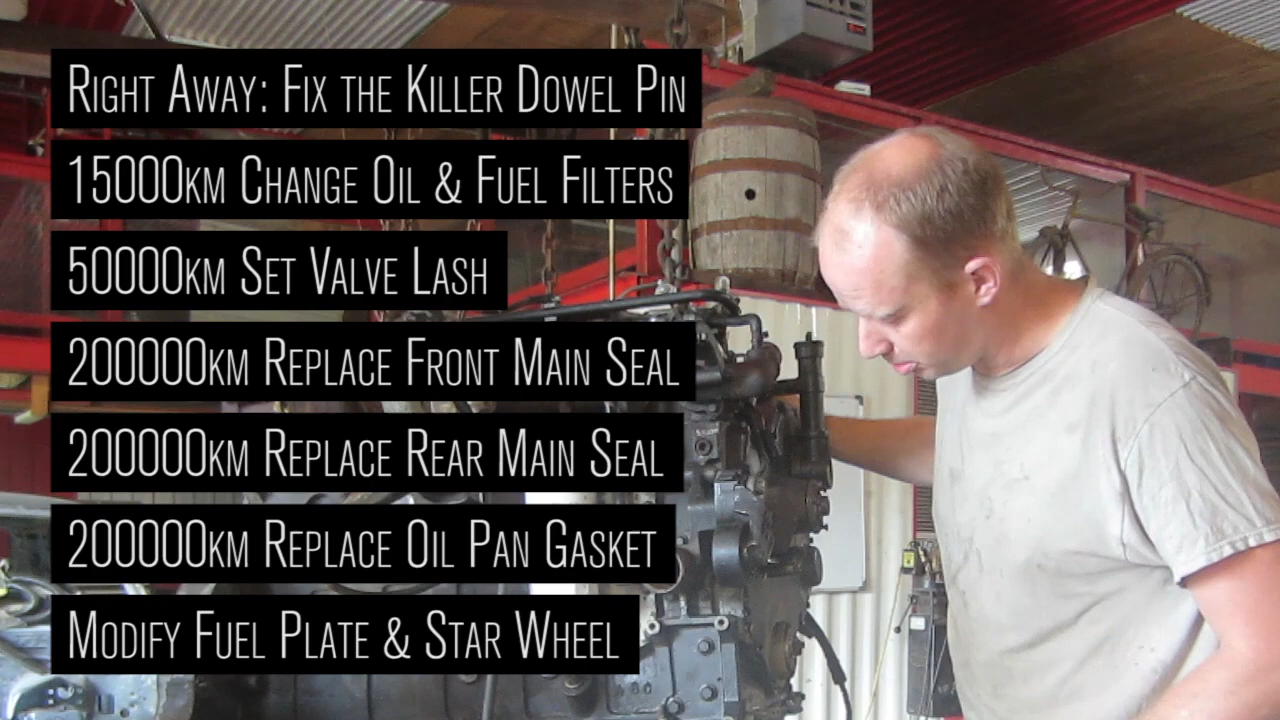 Right Away: Fix the Killer Dowel Pin
15000km Change Oil & Fuel Filters
50000km Set Valve Lash
200000km Replace Front Main Seal
200000km Replace Rear Main Seal
200000km Replace Oil Pan Gasket
Modify Fuel Plate & Star Wheel